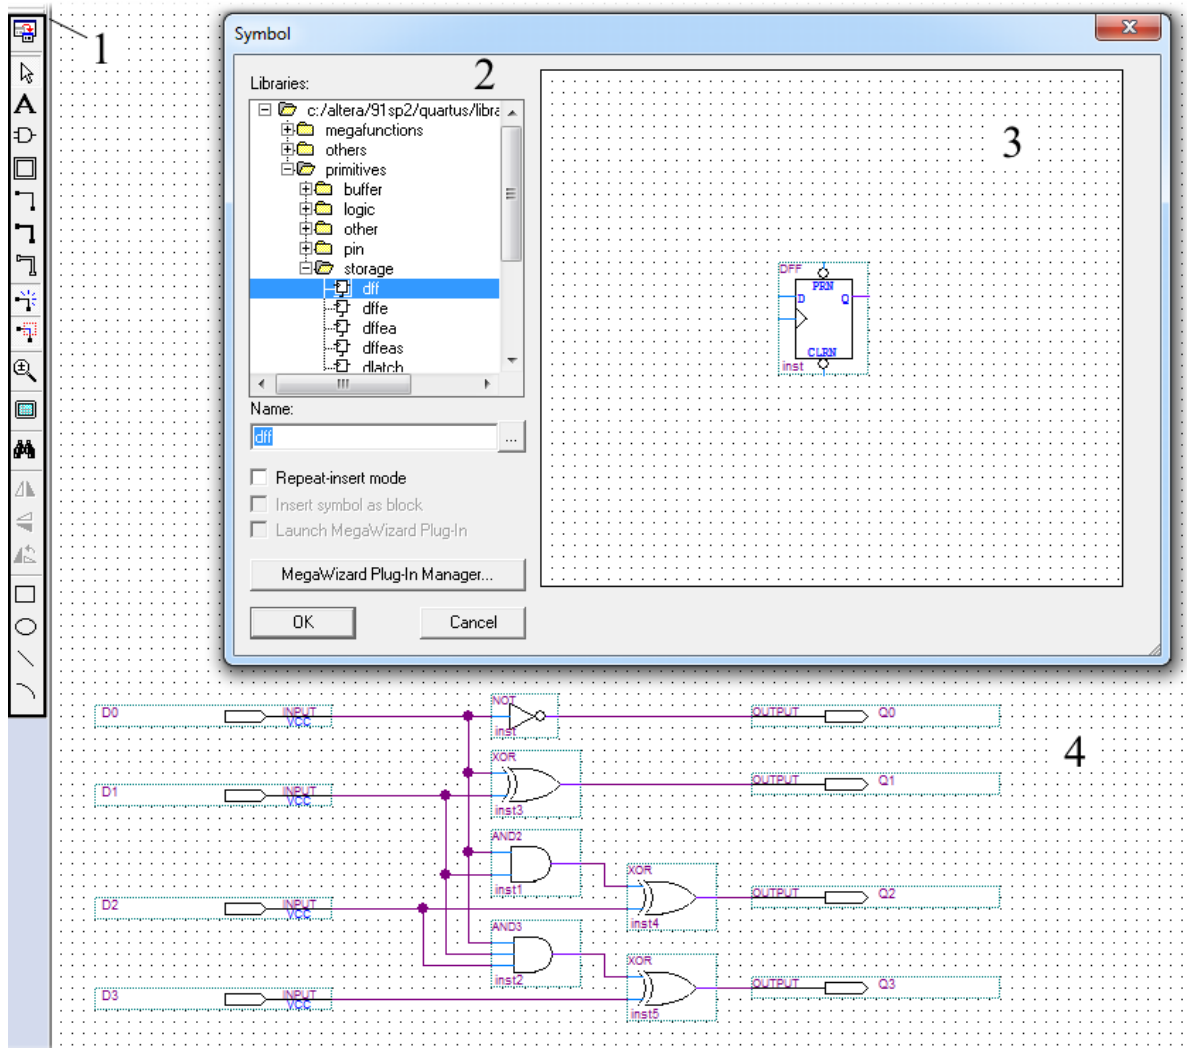 1
Symbol
X
Libraries:
2
c:/altera/91sp2/quartus/libra
megafunctions
others
primitives
buffer
logic
other
pin
storage
dff
dffe
dffea
dffeas
dlatch
Name:
dff
...
Repeat-insert mode
Insert symbol as block
Launch MegaWizard Plug-In
MegaWizard Plug-In Manager...
OK
Cancel
3
DFF
PRN
D
Q
CLRN
inst
A
4
D0
INPUT
VCC
NOT
inst
OUTPUT
Q0
D1
INPUT
VCC
XOR
inst3
OUTPUT
Q1
AND2
inst1
D2
INPUT
VCC
XOR
inst4
OUTPUT
Q2
AND3
inst2
D3
INPUT
VCC
XOR
inst5
OUTPUT
Q3